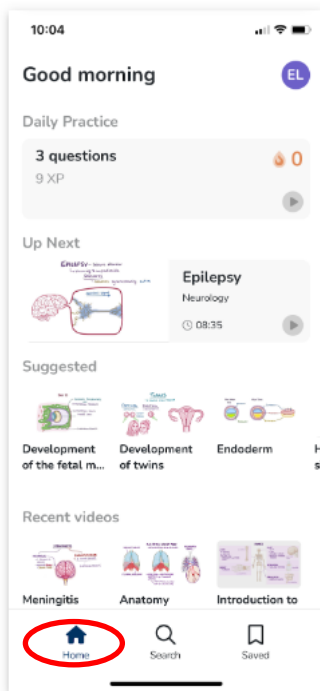 10:04
Good morning
EL
Daily Practice
3 questions
0
9 XP
Up Next
Epilepsy
Neurology
08:35
Suggested
Development
of the fetal m...
Development
of twins
Endoderm
H
s
Recent videos
Meningitis
Anatomy
Introduction to
Home
Search
Saved